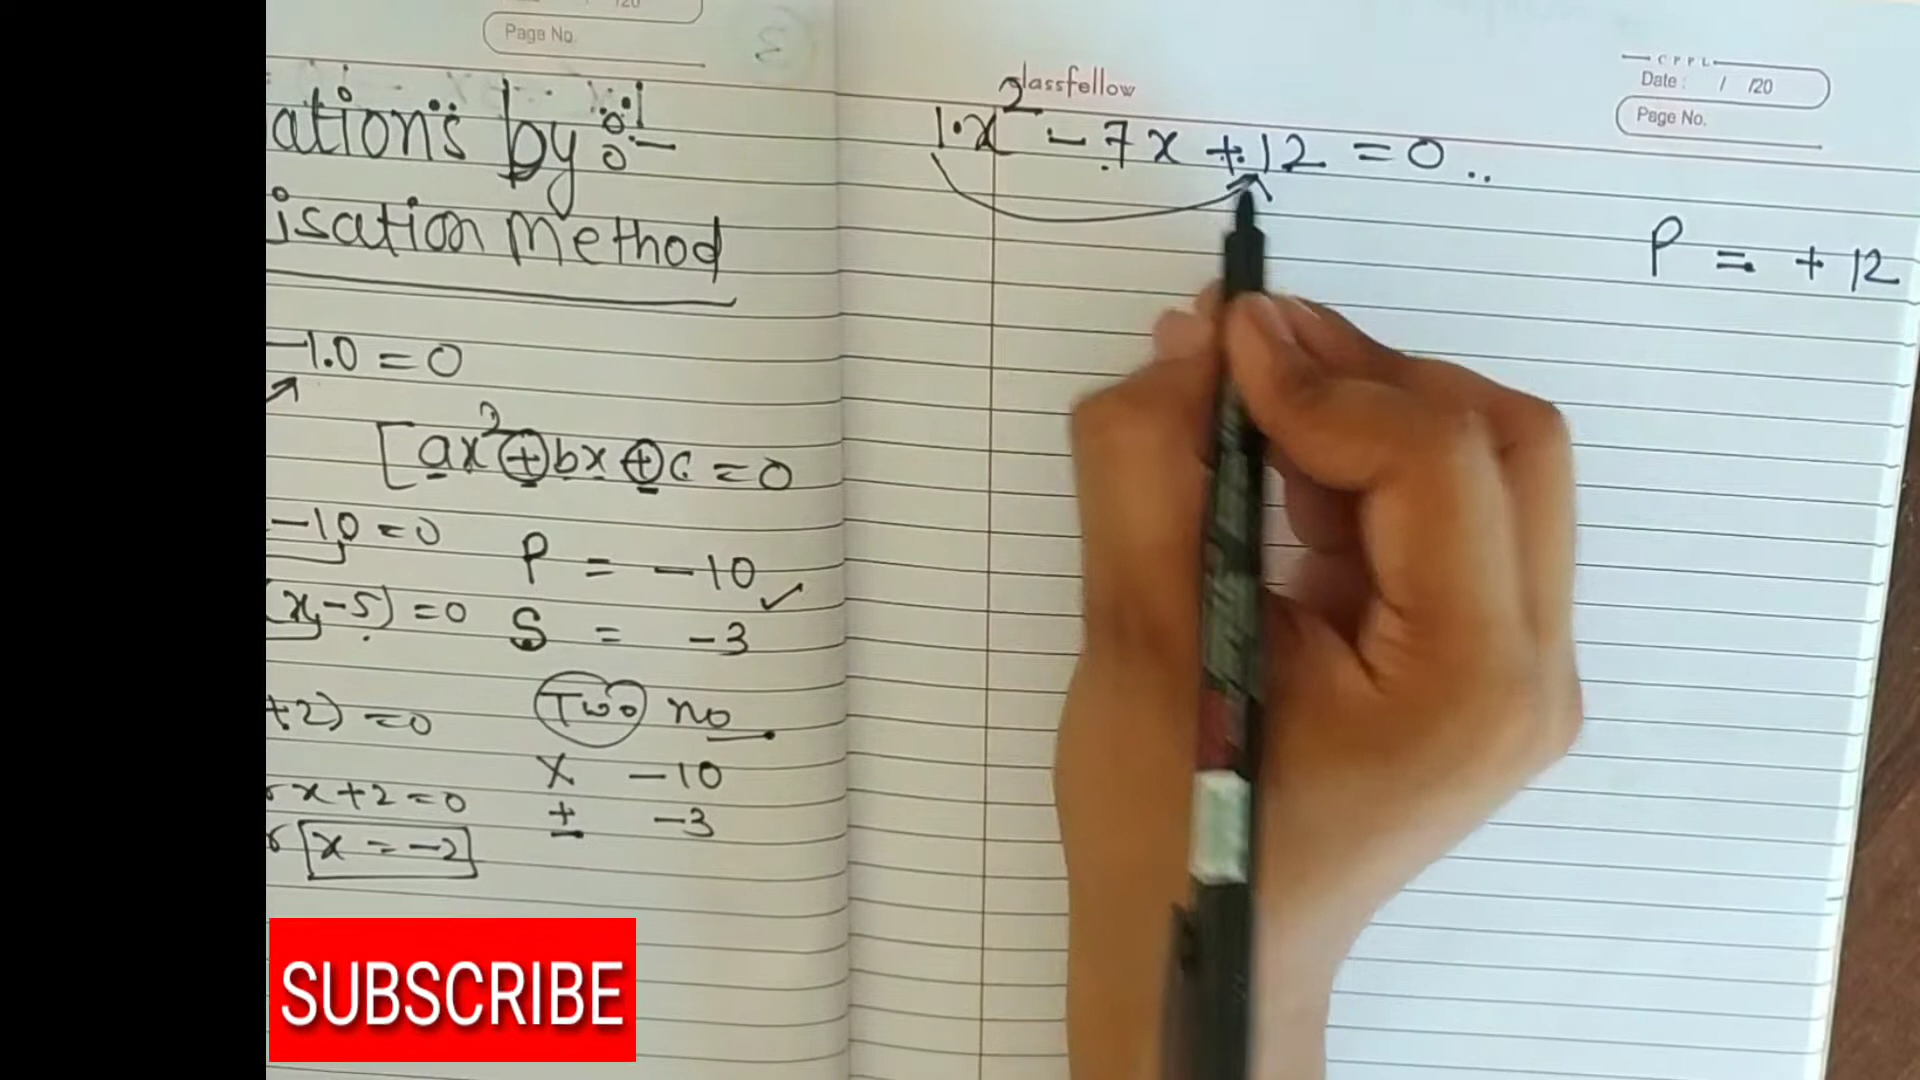 /20
Page No.
ations by :-
isation Method
-1.0 = 0
[ax²+bx+c = 0
-10 = 0
P = -10 ✓
(x-5) = 0
S = -3
+2) = 0
Two no
x -10
x+2 = 0
+ -3
x = -2
SUBSCRIBE
classfellow
CPPL
Date : / /20
Page No.
1·x² - 7x + 12 = 0 ..
P = + 12